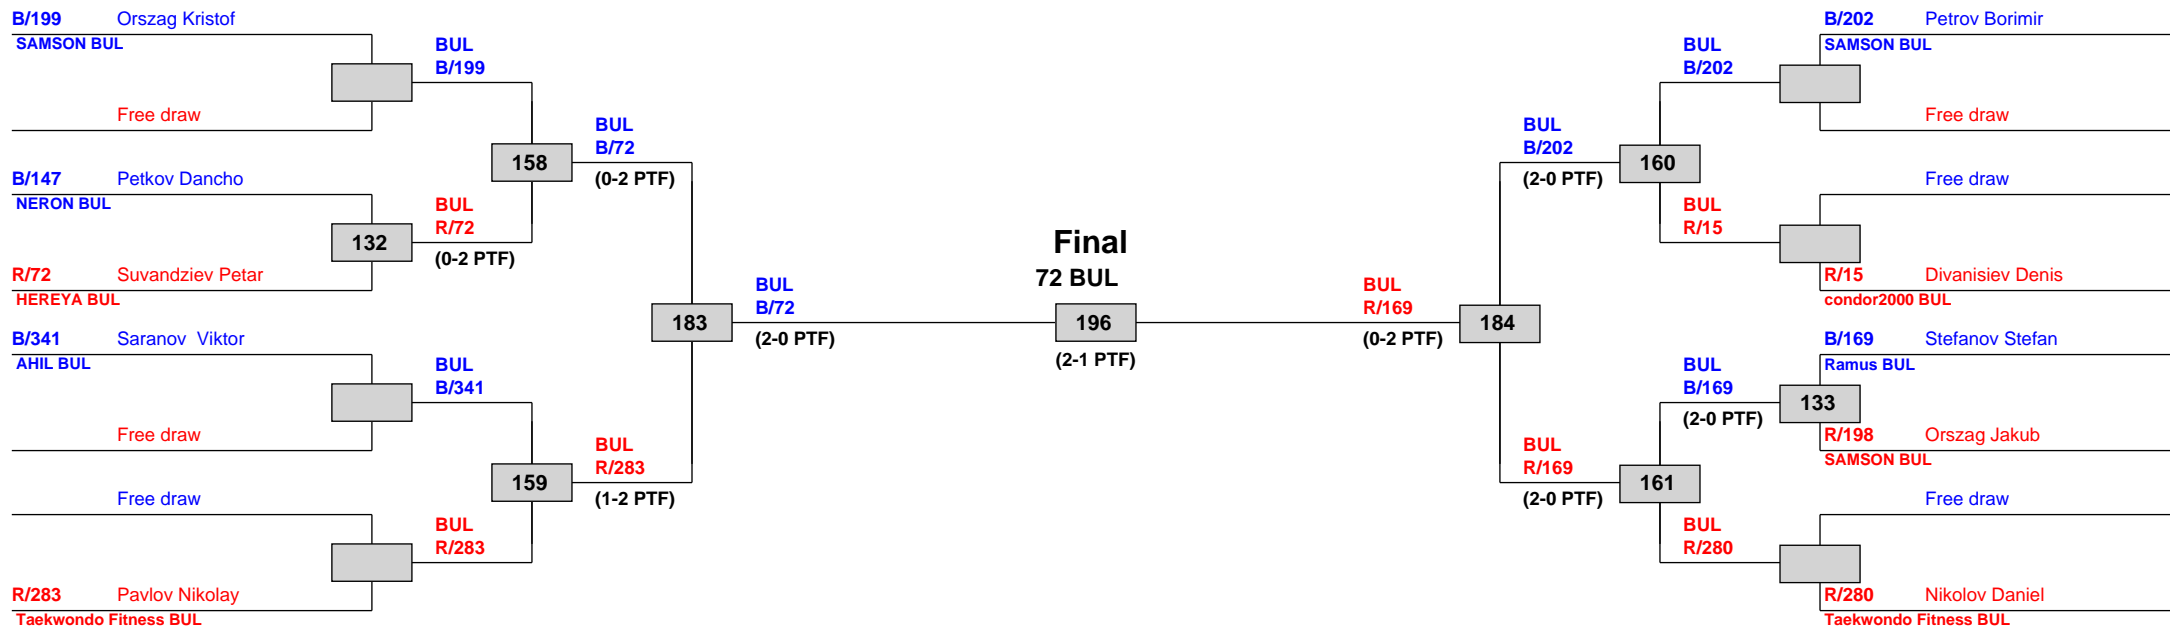 B/199 Orszag Kristof
SAMSON BUL
Free draw
B/147 Petkov Dancho
NERON BUL
R/72 Suvandziev Petar
HEREYA BUL
B/341 Saranov Viktor
AHIL BUL
Free draw
Free draw
R/283 Pavlov Nikolay
Taekwondo Fitness BUL
132
BUL
B/199
BUL
R/72
(0-2 PTF)
BUL
B/341
BUL
R/283
158
159
BUL
B/72
(0-2 PTF)
BUL
R/283
(1-2 PTF)
183
BUL
B/72
(2-0 PTF)
Final
72 BUL
196
(2-1 PTF)
BUL
R/169
(0-2 PTF)
184
BUL
B/202
(2-0 PTF)
BUL
R/169
(2-0 PTF)
160
161
BUL
B/202
BUL
R/15
BUL
B/169
(2-0 PTF)
BUL
R/280
133
B/202 Petrov Borimir
SAMSON BUL
Free draw
Free draw
R/15 Divanisiev Denis
condor2000 BUL
B/169 Stefanov Stefan
Ramus BUL
R/198 Orszag Jakub
SAMSON BUL
Free draw
R/280 Nikolov Daniel
Taekwondo Fitness BUL